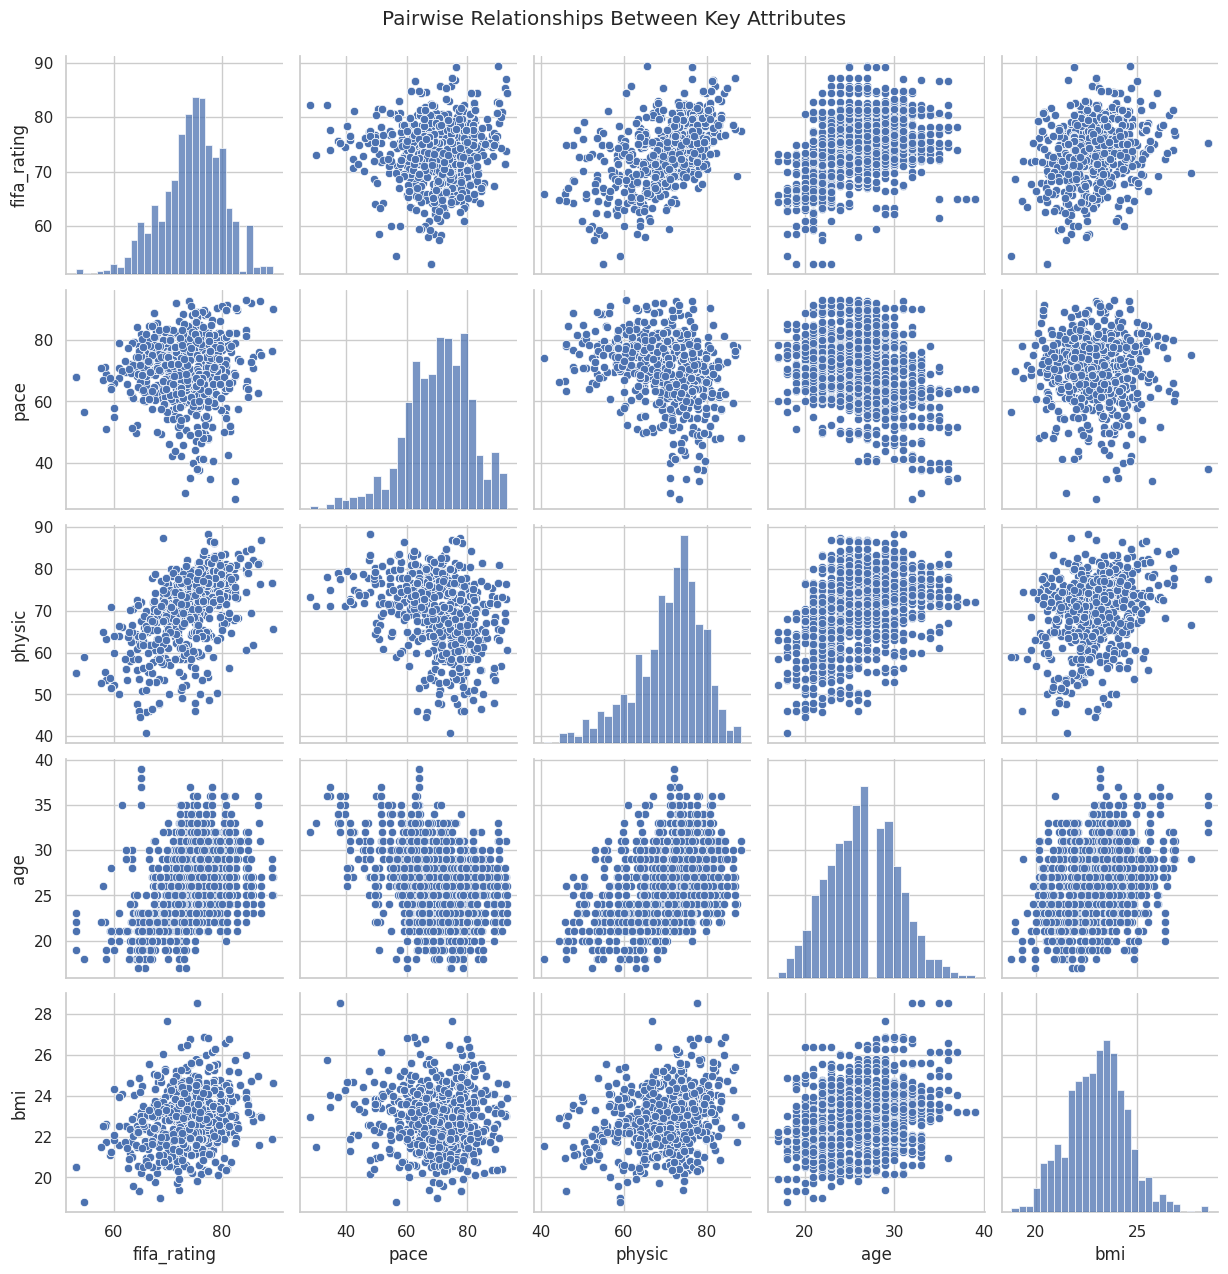 Pairwise Relationships Between Key Attributes
90
80
70
60
fifa_rating
80
60
40
pace
90
80
70
60
50
40
physic
40
35
30
25
20
age
28
26
24
22
20
bmi
60 80 40 60 80 40 60 80 20 30 40 20 25
fifa_rating pace physic age bmi